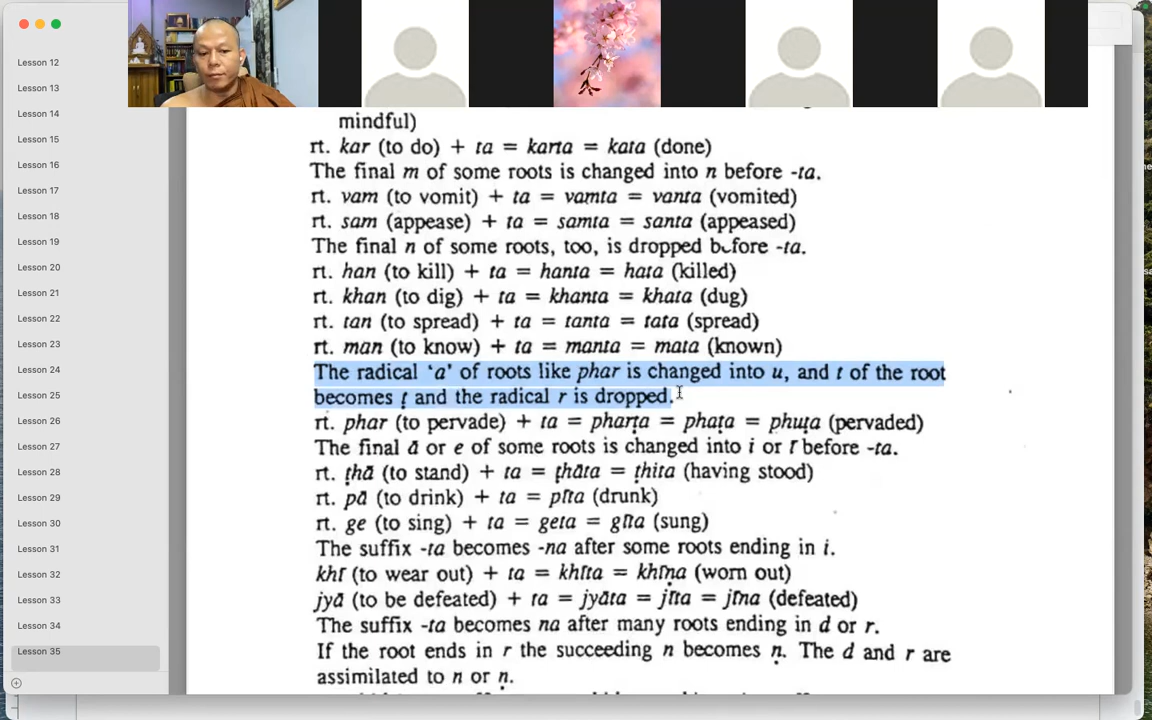 Lesson 12
Lesson 13
Lesson 14
Lesson 15
Lesson 16
Lesson 17
Lesson 18
Lesson 19
Lesson 20
Lesson 21
Lesson 22
Lesson 23
Lesson 24
Lesson 25
Lesson 26
Lesson 27
Lesson 28
Lesson 29
Lesson 30
Lesson 31
Lesson 32
Lesson 33
Lesson 34
Lesson 35
mindful)
rt. kar (to do) + ta = karta = kata (done)
The final m of some roots is changed into n before -ta.
rt. vam (to vomit) + ta = vamta = vanta (vomited)
rt. sam (appease) + ta = samta = santa (appeased)
The final n of some roots, too, is dropped before -ta.
rt. han (to kill) + ta = hanta = hata (killed)
rt. khan (to dig) + ta = khanta = khata (dug)
rt. tan (to spread) + ta = tanta = tata (spread)
rt. man (to know) + ta = manta = mata (known)
The radical ‘a’ of roots like phar is changed into u, and t of the root
becomes ṭ and the radical r is dropped.
rt. phar (to pervade) + ta = pharṭa = phaṭa = phuṭa (pervaded)
The final ā or e of some roots is changed into i or ī before -ta.
rt. ṭhā (to stand) + ta = ṭhāta = ṭhita (having stood)
rt. pā (to drink) + ta = pīta (drunk)
rt. ge (to sing) + ta = geta = gīta (sung)
The suffix -ta becomes -na after some roots ending in i.
khī (to wear out) + ta = khīta = khīṇa (worn out)
jyā (to be defeated) + ta = jyāta = jīta = jīna (defeated)
The suffix -ta becomes na after many roots ending in d or r.
If the root ends in r the succeeding n becomes ṇ. The d and r are
assimilated to n or ṇ.